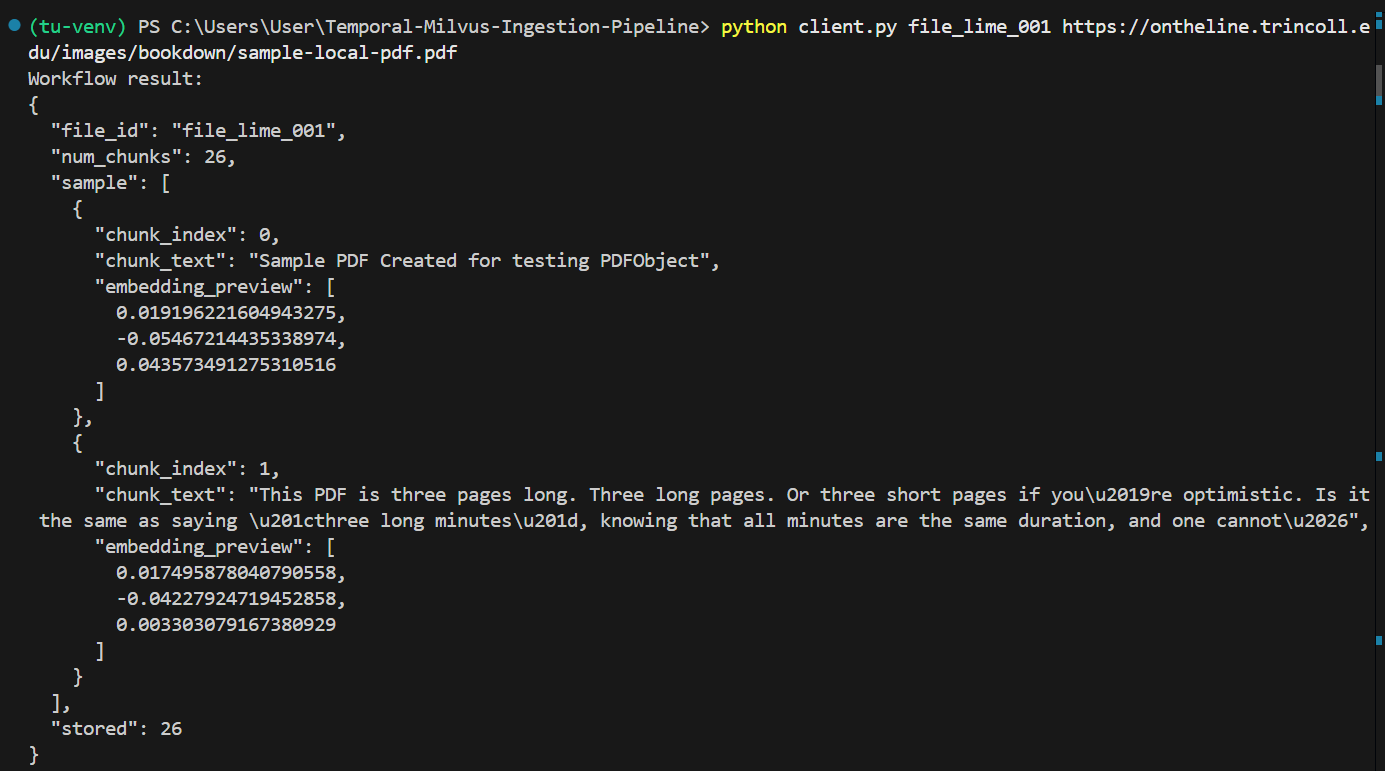 (tu-venv) PS C:\Users\User\Temporal-Milvus-Ingestion-Pipeline> python client.py file_lime_001 https://ontheline.trincoll.e
du/images/bookdown/sample-local-pdf.pdf
Workflow result:
{
  "file_id": "file_lime_001",
  "num_chunks": 26,
  "sample": [
    {
      "chunk_index": 0,
      "chunk_text": "Sample PDF Created for testing PDFObject",
      "embedding_preview": [
        0.019196221604943275,
        -0.05467214435338974,
        0.043573491275310516
      ]
    },
    {
      "chunk_index": 1,
      "chunk_text": "This PDF is three pages long. Three long pages. Or three short pages if you\u2019re optimistic. Is it
 the same as saying \u201cthree long minutes\u201d, knowing that all minutes are the same duration, and one cannot\u2026",
      "embedding_preview": [
        0.017495878040790558,
        -0.04227924719452858,
        0.003303079167380929
      ]
    }
  ],
  "stored": 26
}